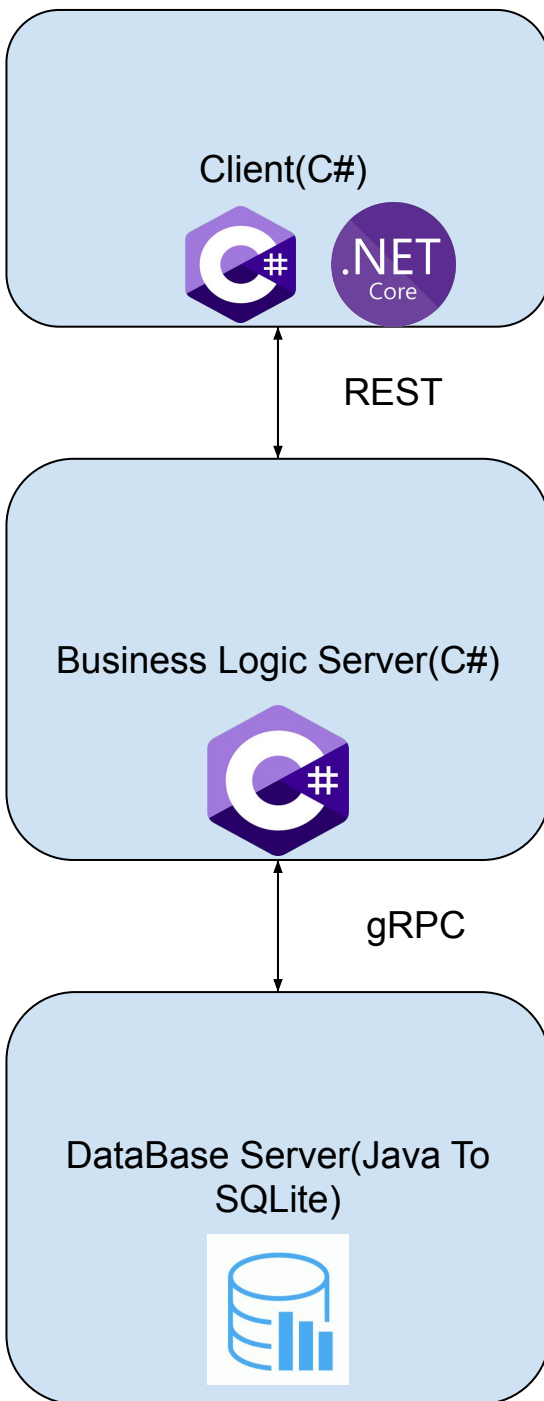 Client(C#)
C#
.NET
Core
REST
Business Logic Server(C#)
C#
gRPC
DataBase Server(Java To
SQLite)